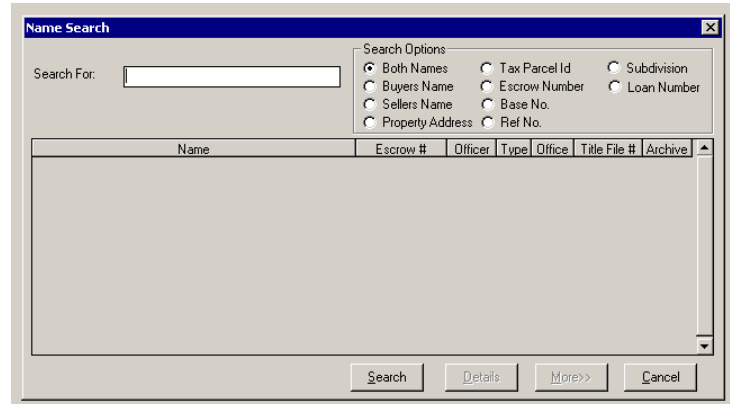 Name Search
Search For:
Search Options
Both Names Tax Parcel Id Subdivision
Buyers Name Escrow Number Loan Number
Sellers Name Base No.
Property Address Ref No.
Name Escrow # Officer Type Office Title File # Archive
Search Details More>> Cancel